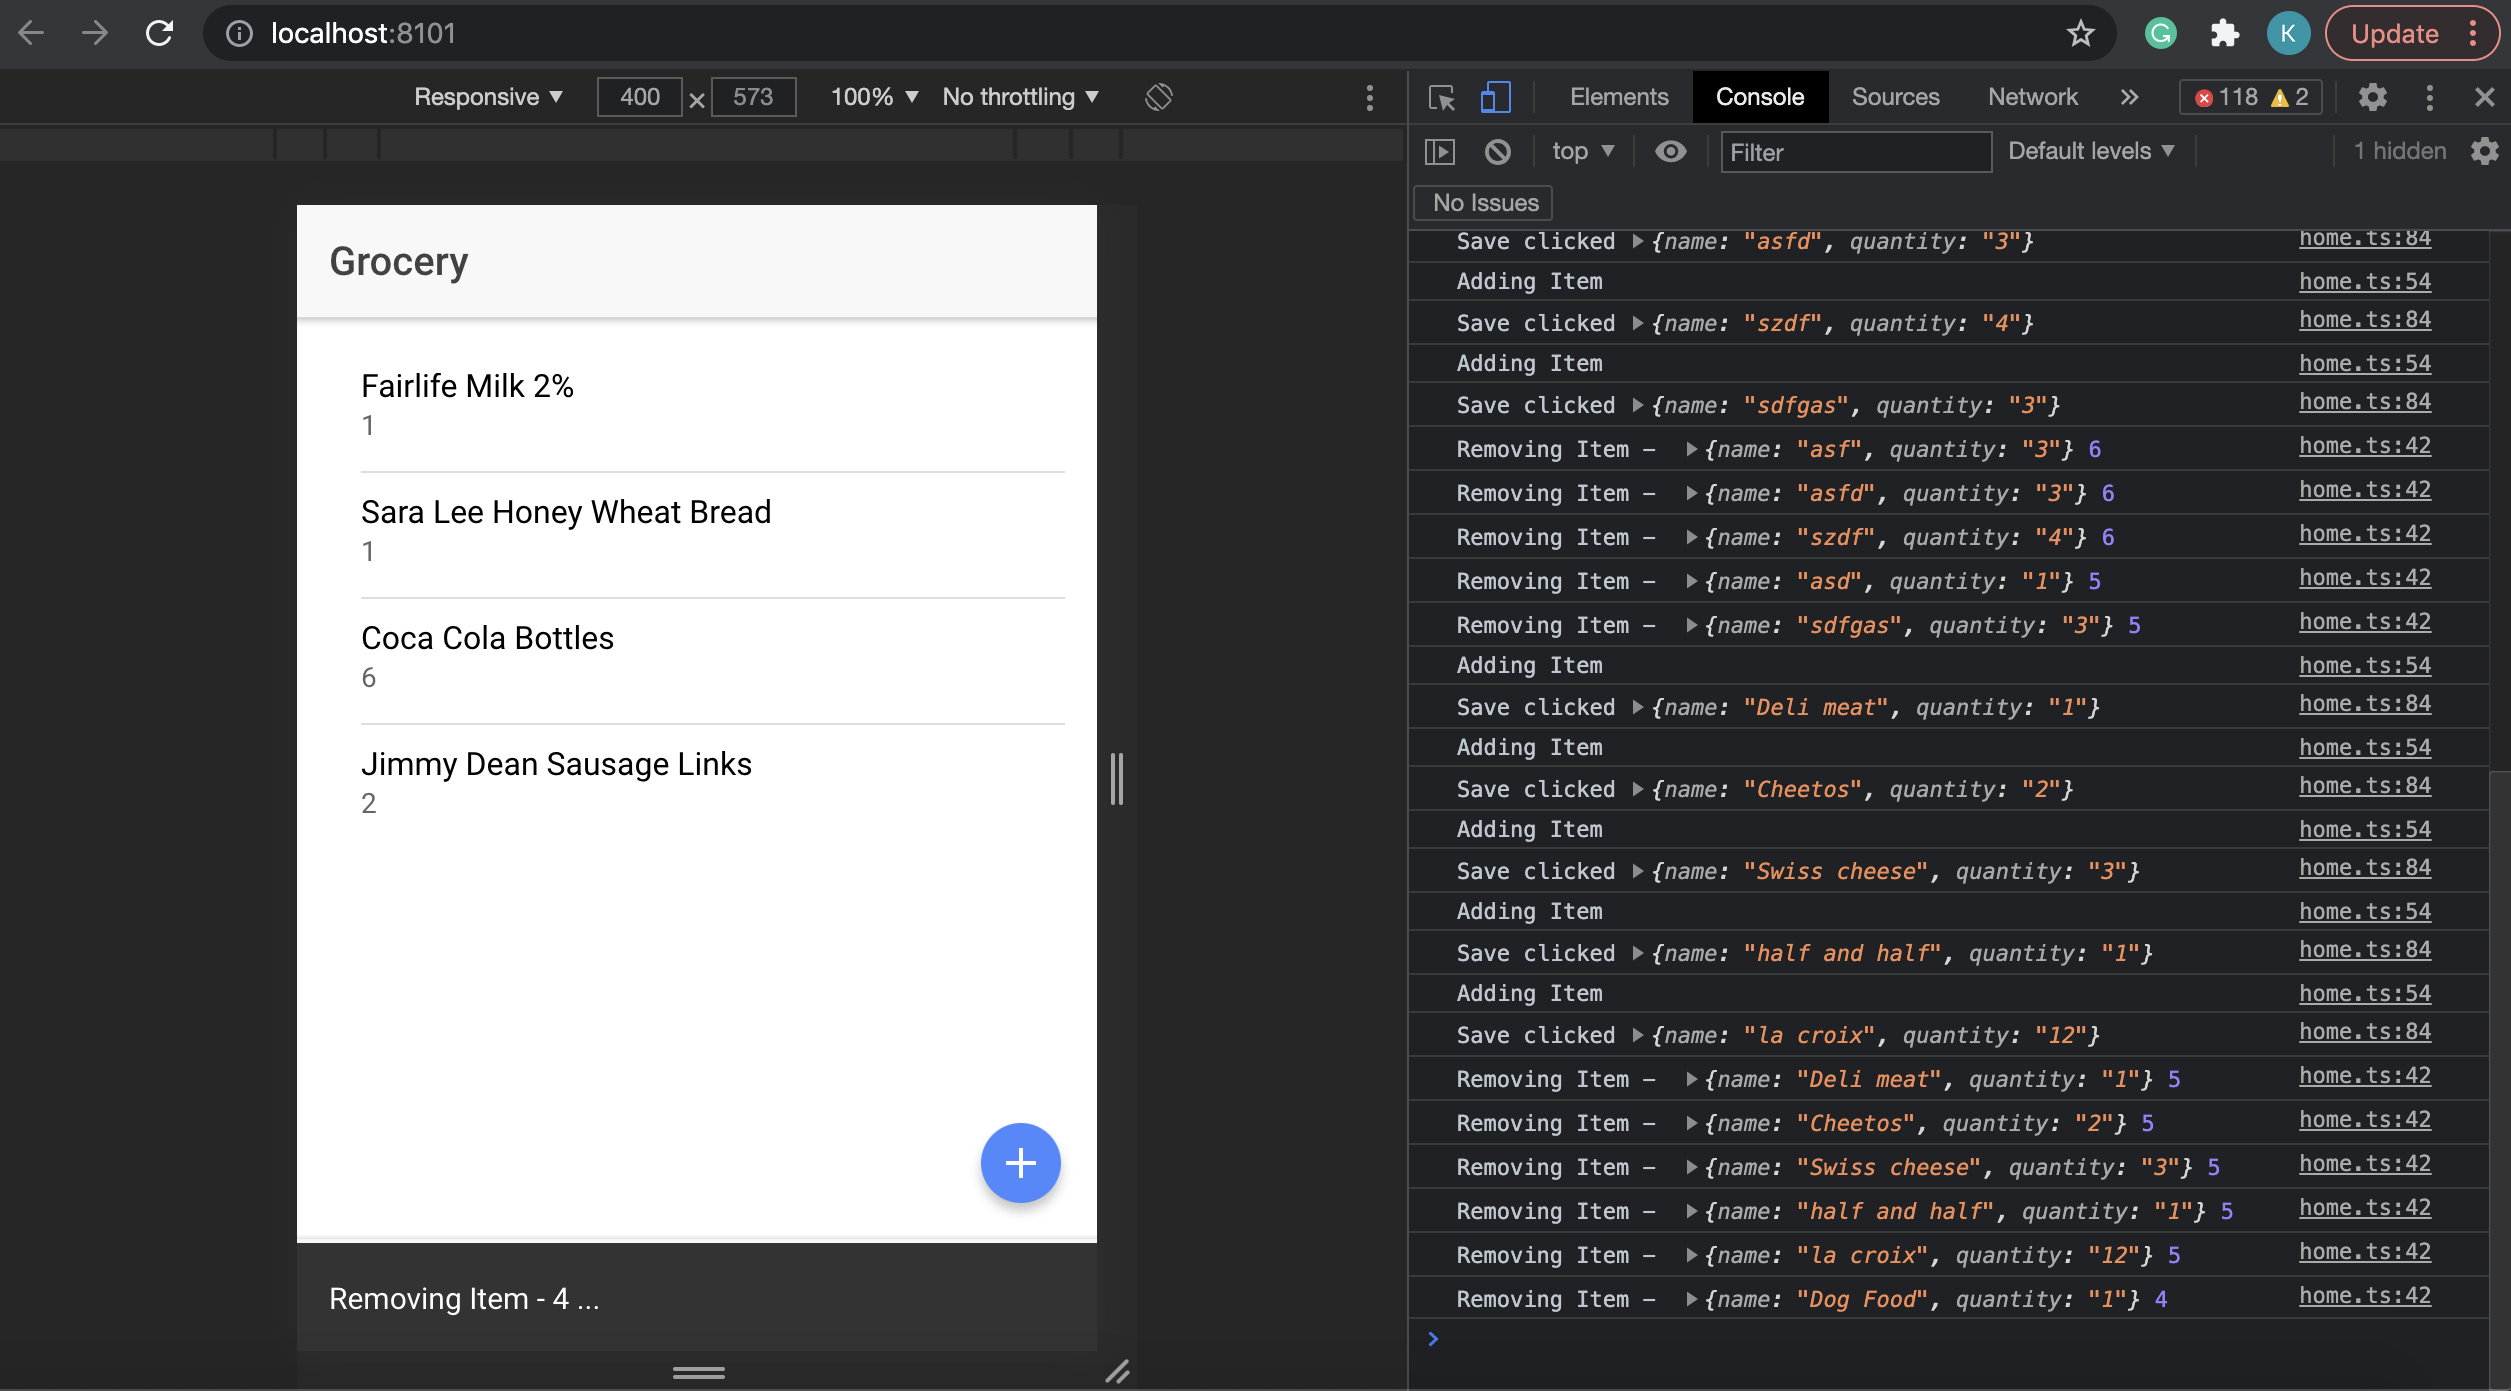 localhost:8101
G
K
Update
Responsive
400 × 573
100%
No throttling
Elements
Console
Sources
Network
118
2
top
Filter
Default levels
1 hidden
No Issues
Grocery
Fairlife Milk 2%
1
Sara Lee Honey Wheat Bread
1
Coca Cola Bottles
6
Jimmy Dean Sausage Links
2
Removing Item - 4 ...
Save clicked {name: "asfd", quantity: "3"} home.ts:84
Adding Item home.ts:54
Save clicked {name: "szdf", quantity: "4"} home.ts:84
Adding Item home.ts:54
Save clicked {name: "sdfgas", quantity: "3"} home.ts:84
Removing Item – {name: "asf", quantity: "3"} 6 home.ts:42
Removing Item – {name: "asfd", quantity: "3"} 6 home.ts:42
Removing Item – {name: "szdf", quantity: "4"} 6 home.ts:42
Removing Item – {name: "asd", quantity: "1"} 5 home.ts:42
Removing Item – {name: "sdfgas", quantity: "3"} 5 home.ts:42
Adding Item home.ts:54
Save clicked {name: "Deli meat", quantity: "1"} home.ts:84
Adding Item home.ts:54
Save clicked {name: "Cheetos", quantity: "2"} home.ts:84
Adding Item home.ts:54
Save clicked {name: "Swiss cheese", quantity: "3"} home.ts:84
Adding Item home.ts:54
Save clicked {name: "half and half", quantity: "1"} home.ts:84
Adding Item home.ts:54
Save clicked {name: "la croix", quantity: "12"} home.ts:84
Removing Item – {name: "Deli meat", quantity: "1"} 5 home.ts:42
Removing Item – {name: "Cheetos", quantity: "2"} 5 home.ts:42
Removing Item – {name: "Swiss cheese", quantity: "3"} 5 home.ts:42
Removing Item – {name: "half and half", quantity: "1"} 5 home.ts:42
Removing Item – {name: "la croix", quantity: "12"} 5 home.ts:42
Removing Item – {name: "Dog Food", quantity: "1"} 4 home.ts:42